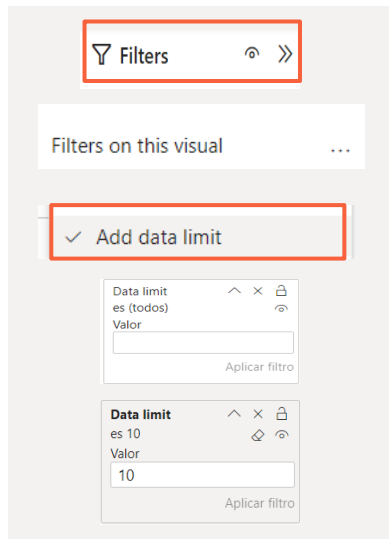 Filters
Filters on this visual ...
Add data limit
Data limit
es (todos)
Valor
Aplicar filtro
Data limit
es 10
Valor
10
Aplicar filtro